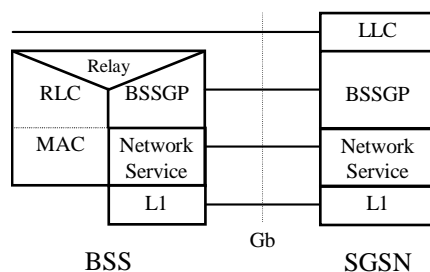 LLC
Relay
RLC
BSSGP
BSSGP
MAC
Network
Service
Network
Service
L1
L1
Gb
BSS
SGSN